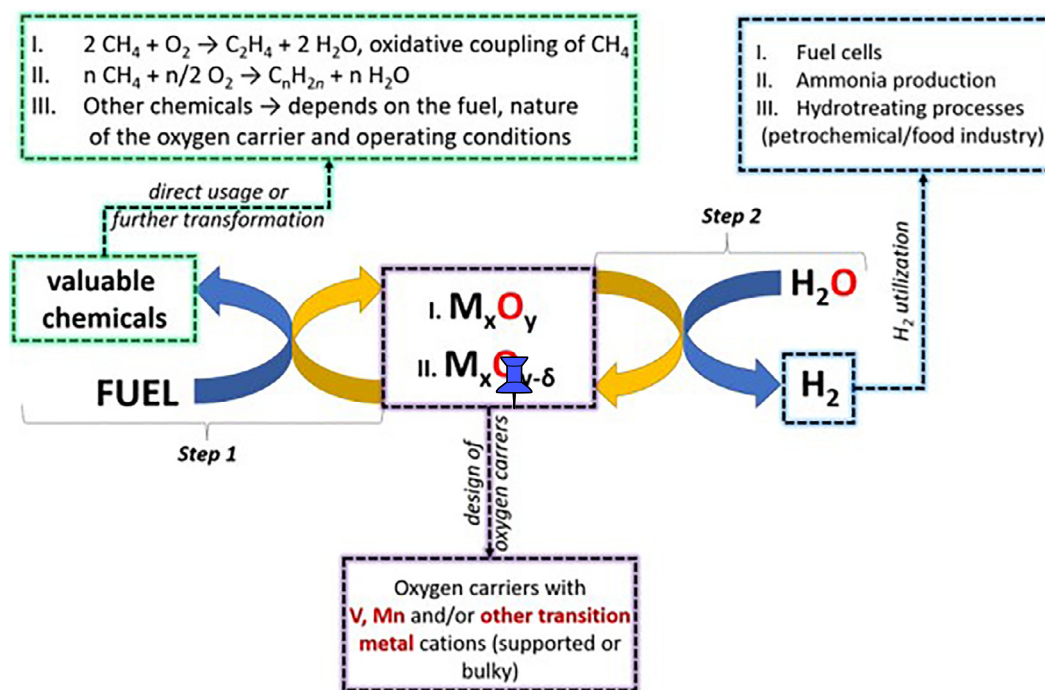 I. 2 CH₄ + O₂ → C₂H₄ + 2 H₂O, oxidative coupling of CH₄
II. n CH₄ + n/2 O₂ → CₙH₂ₙ + n H₂O
III. Other chemicals → depends on the fuel, nature
of the oxygen carrier and operating conditions
I. Fuel cells
II. Ammonia production
III. Hydrotreating processes
(petrochemical/food industry)
direct usage or
further transformation
Step 2
valuable
chemicals
FUEL
Step 1
I. MₓOᵧ
II. MₓO -δ
H₂O
H₂
H₂ utilization
design of
oxygen carrers
Oxygen carriers with
V, Mn and/or other transition
metal cations (supported or
bulky)